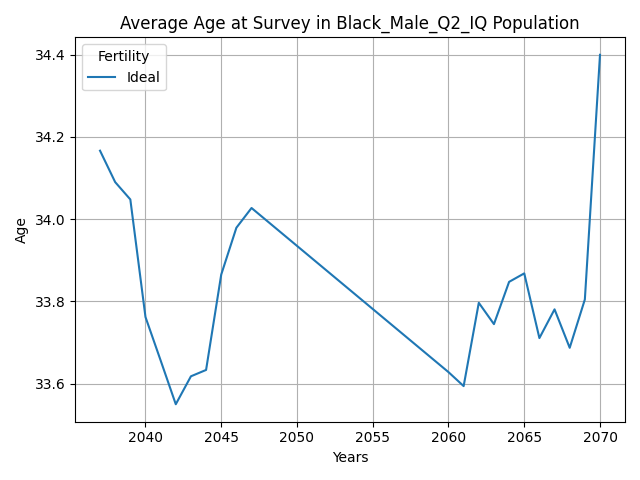 Average Age at Survey in Black_Male_Q2_IQ Population
Fertility
Ideal
Age
34.4
34.2
34.0
33.8
33.6
2040 2045 2050 2055 2060 2065 2070
Years